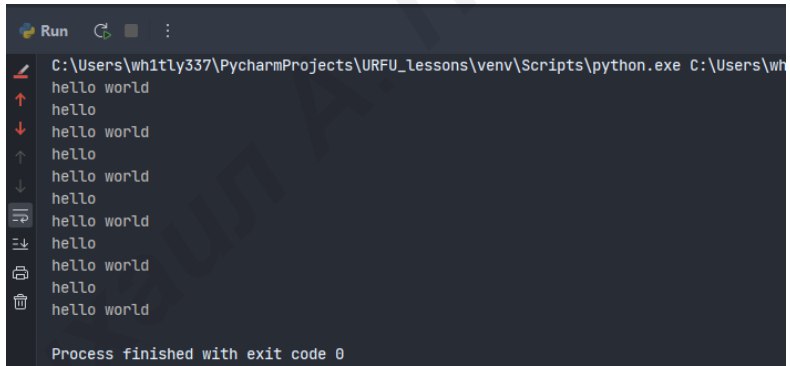 Run
C:\Users\wh1tly337\PycharmProjects\URFU_lessons\venv\Scripts\python.exe C:\Users\wh
hello world
hello
hello world
hello
hello world
hello
hello world
hello
hello world
hello
hello world
Process finished with exit code 0